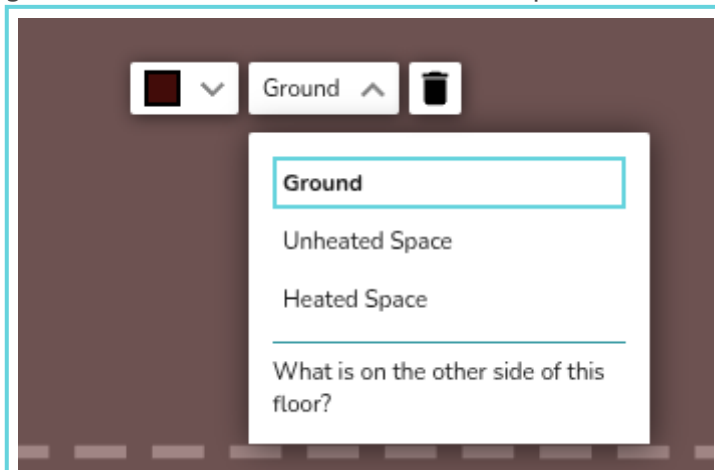 Ground
Ground
Unheated Space
Heated Space
What is on the other side of this
floor?